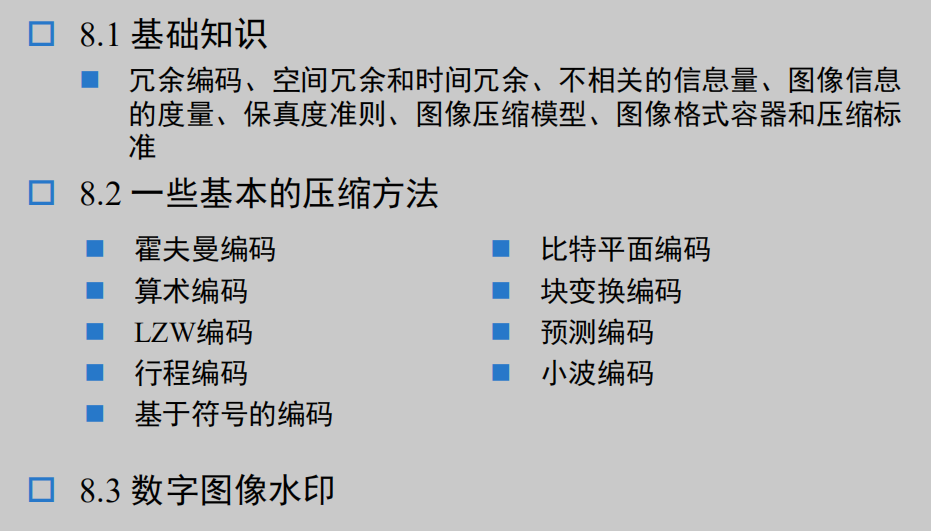 8.1 基础知识
冗余编码、空间冗余和时间冗余、不相关的信息量、图像信息
的度量、保真度准则、图像压缩模型、图像格式容器和压缩标
准
8.2 一些基本的压缩方法
霍夫曼编码
算术编码
LZW编码
行程编码
基于符号的编码
比特平面编码
块变换编码
预测编码
小波编码
8.3 数字图像水印